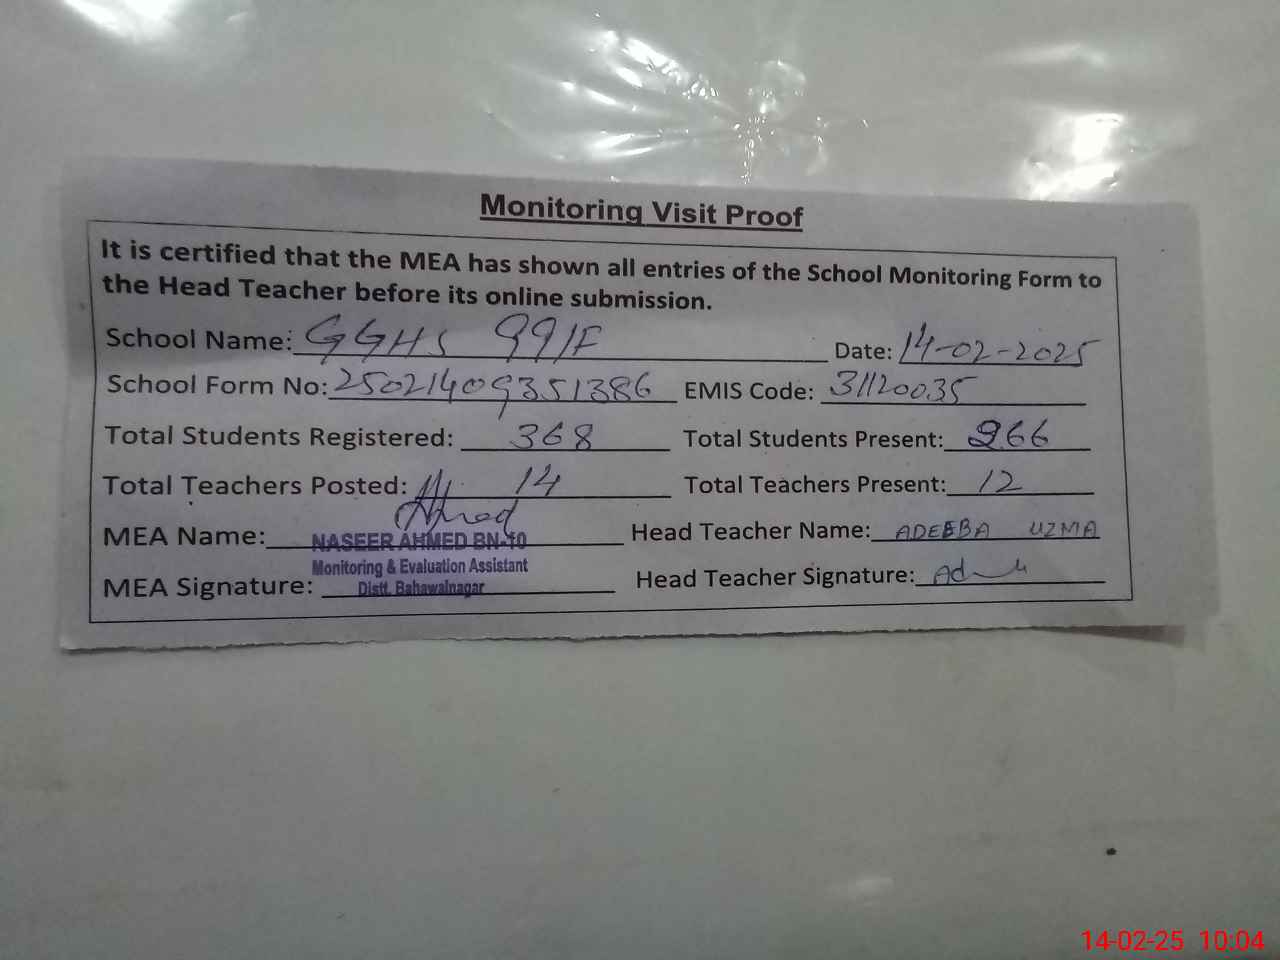 Monitoring Visit Proof
It is certified that the MEA has shown all entries of the School Monitoring Form to
the Head Teacher before its online submission.
School Name: GGHS 99/F Date: 14-02-2025
School Form No: 25021409351386 EMIS Code: 31120035
Total Students Registered: 368 Total Students Present: 266
Total Teachers Posted: 14 Total Teachers Present: 12
MEA Name: NASEER AHMED BN-10 Head Teacher Name: ADEEBA UZMA
Monitoring & Evaluation Assistant
MEA Signature: Distt. Bahawalnagar Head Teacher Signature:
14-02-25 10:04